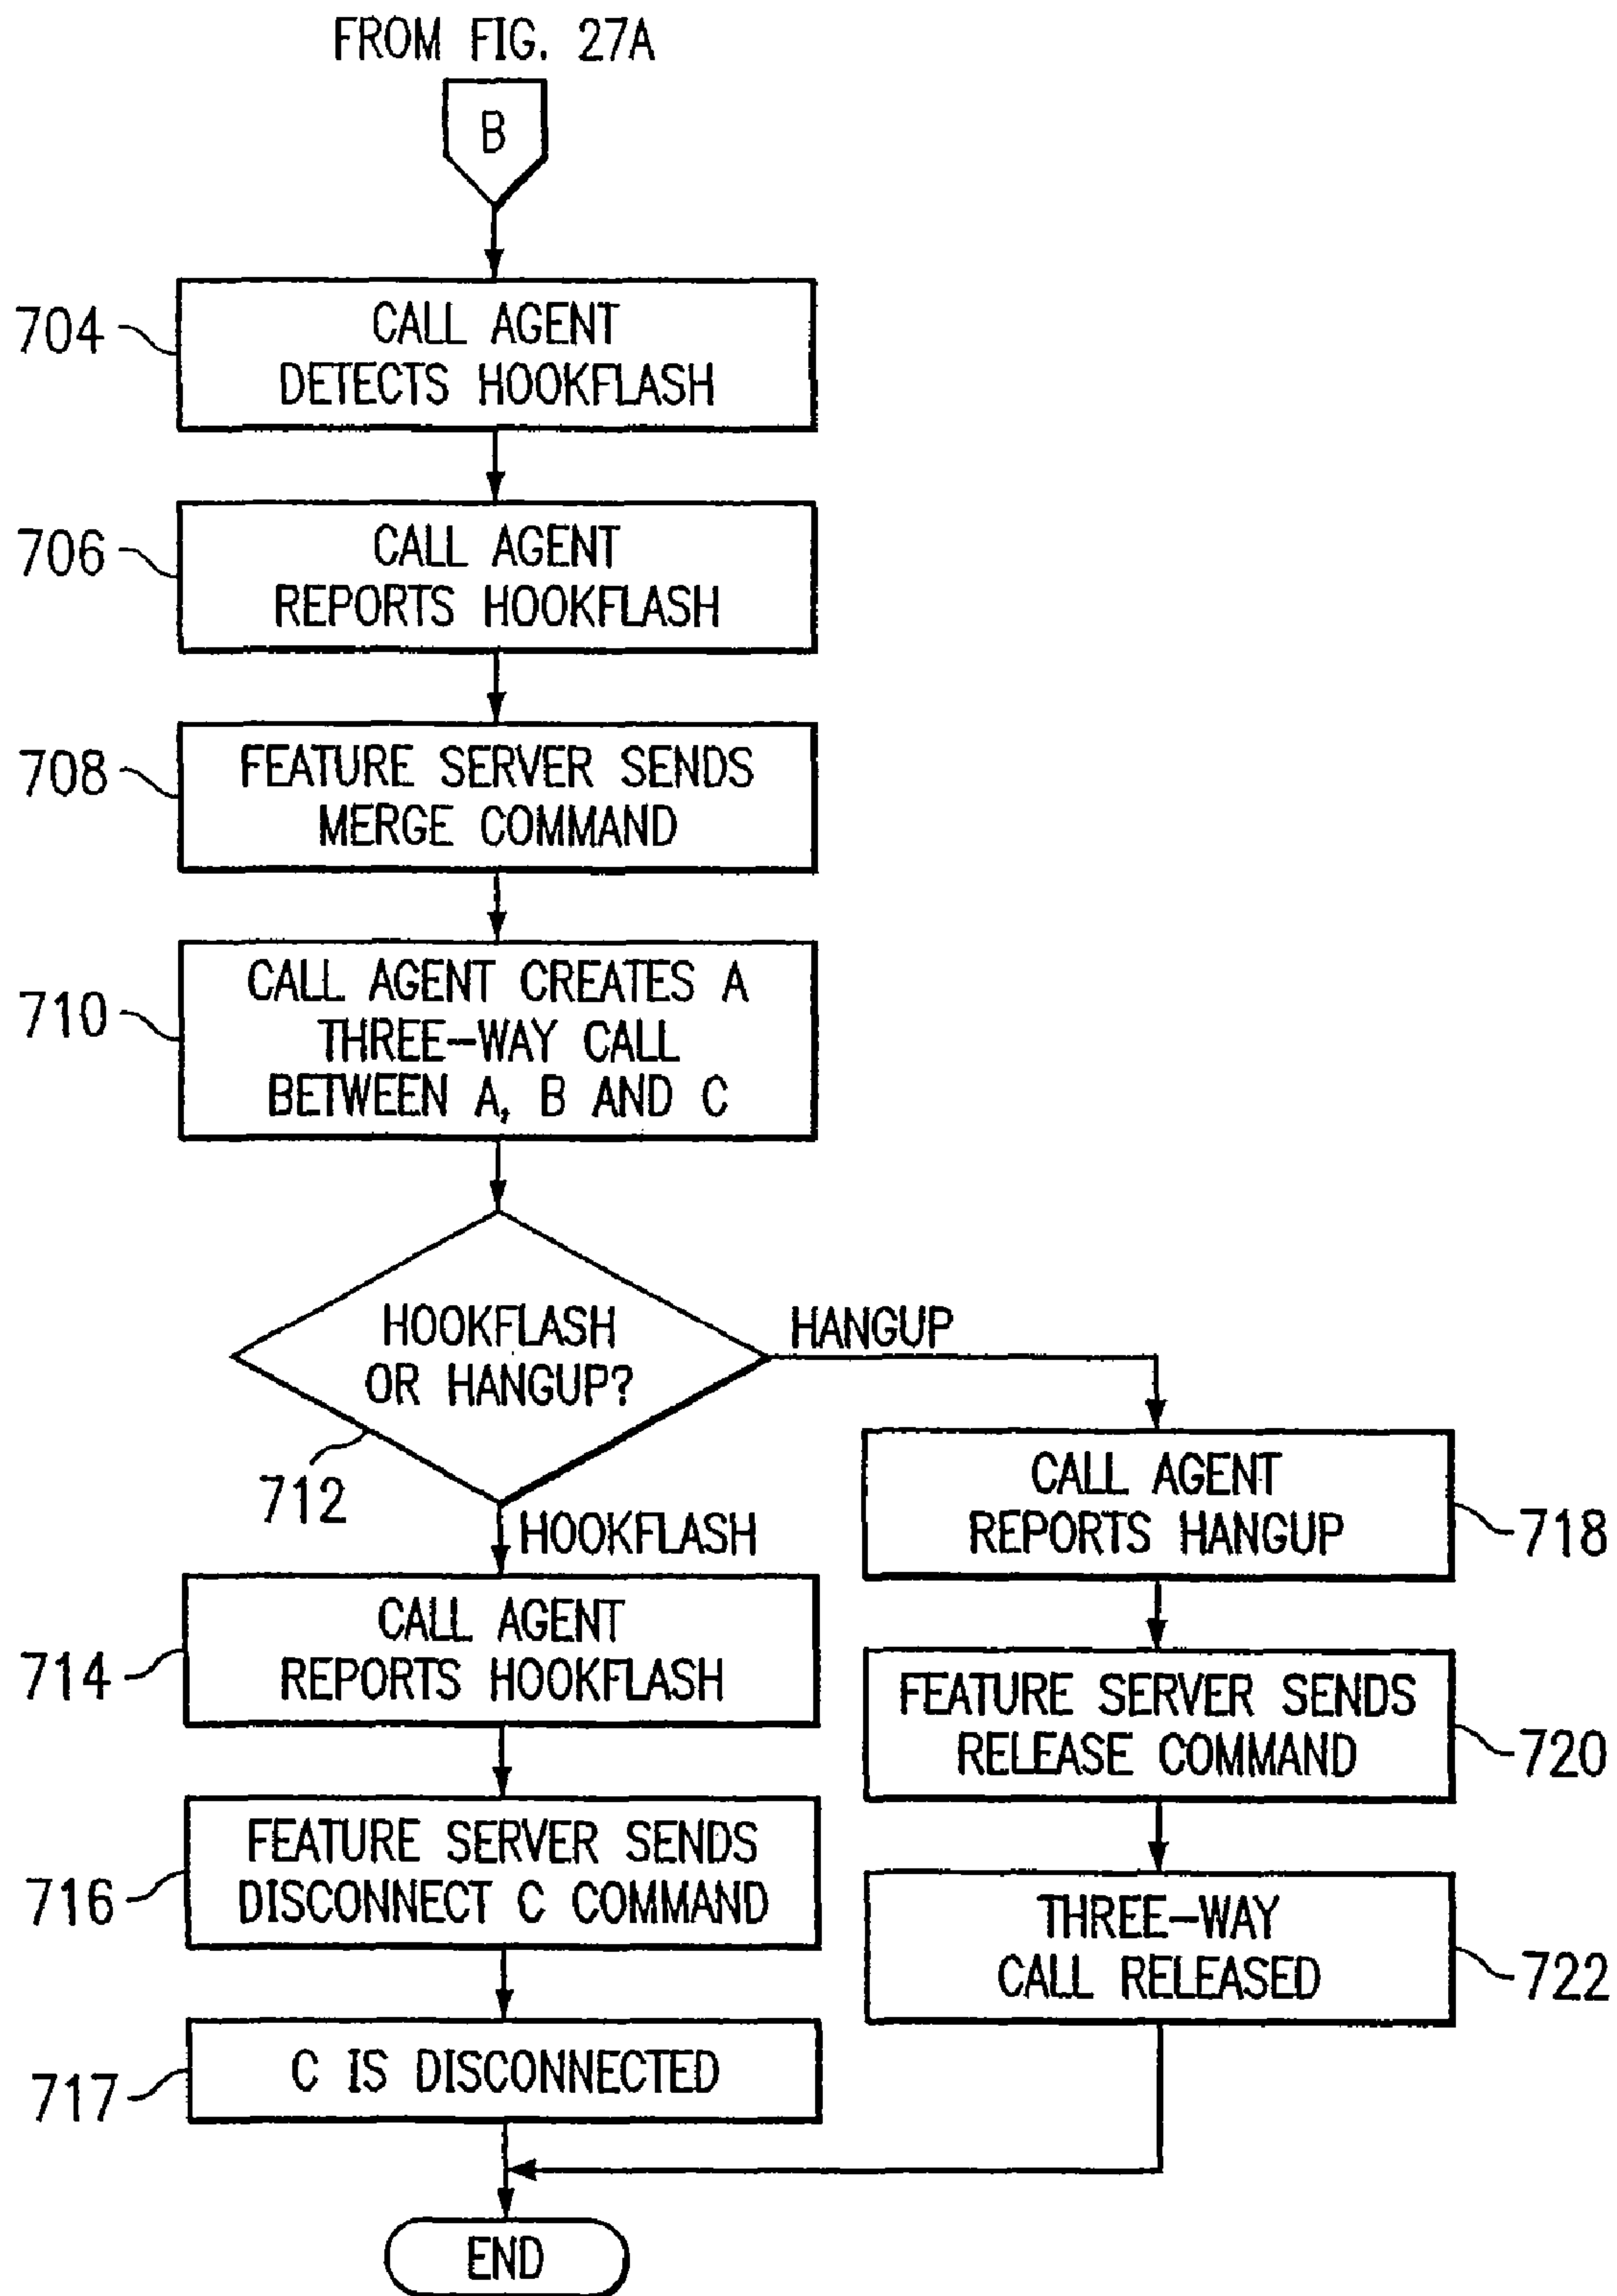 FROM FIG. 27A
B
704
CALL AGENT
DETECTS HOOKFLASH
706
CALL AGENT
REPORTS HOOKFLASH
708
FEATURE SERVER SENDS
MERGE COMMAND
710
CALL AGENT CREATES A
THREE-WAY CALL
BETWEEN A, B AND C
HOOKFLASH
OR HANGUP?
712
HANGUP
HOOKFLASH
714
CALL AGENT
REPORTS HOOKFLASH
716
FEATURE SERVER SENDS
DISCONNECT C COMMAND
717
C IS DISCONNECTED
CALL AGENT
REPORTS HANGUP
718
FEATURE SERVER SENDS
RELEASE COMMAND
720
THREE-WAY
CALL RELEASED
722
END